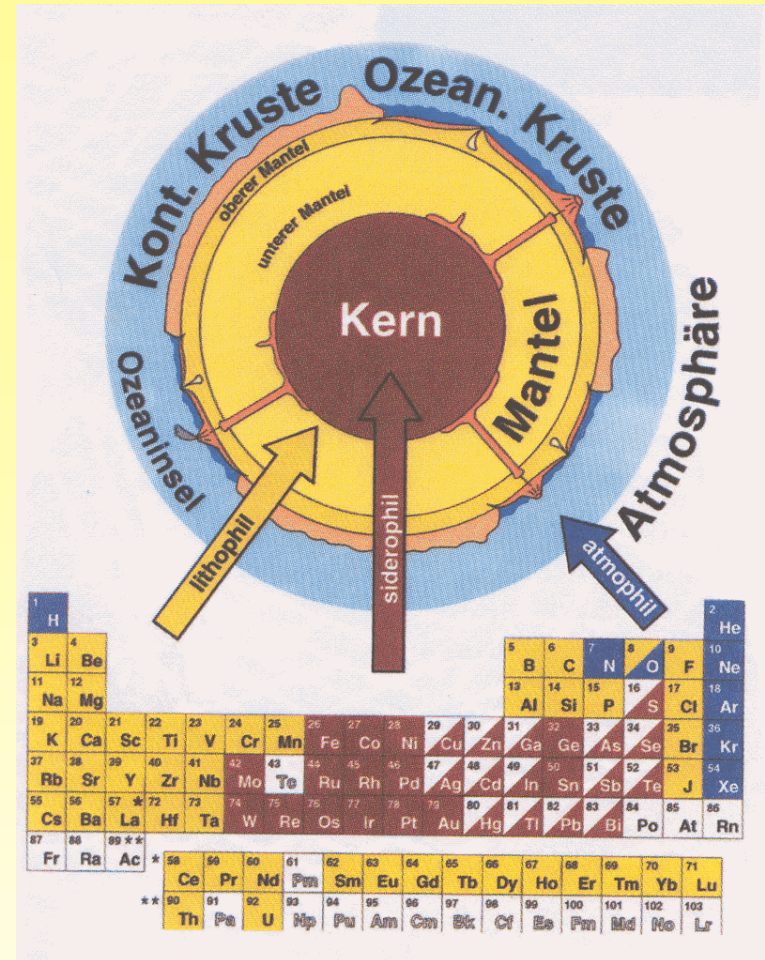 Kont. Kruste
Ozean. Kruste
oberer Mantel
unterer Mantel
Kern
Mantel
Ozeaninsel
Atmosphäre
lithophil
siderophil
atmophil
1 H 2 He
3 Li 4 Be 5 B 6 C 7 N 8 O 9 F 10 Ne
11 Na 12 Mg 13 Al 14 Si 15 P 16 S 17 Cl 18 Ar
19 K 20 Ca 21 Sc 22 Ti 23 V 24 Cr 25 Mn 26 Fe 27 Co 28 Ni 29 Cu 30 Zn 31 Ga 32 Ge 33 As 34 Se 35 Br 36 Kr
37 Rb 38 Sr 39 Y 40 Zr 41 Nb 42 Mo 43 Tc 44 Ru 45 Rh 46 Pd 47 Ag 48 Cd 49 In 50 Sn 51 Sb 52 Te 53 J 54 Xe
55 Cs 56 Ba 57 * La 72 Hf 73 Ta 74 W 75 Re 76 Os 77 Ir 78 Pt 79 Au 80 Hg 81 Tl 82 Pb 83 Bi 84 Po 85 At 86 Rn
87 Fr 88 Ra 89 ** Ac
* 58 Ce 59 Pr 60 Nd 61 Pm 62 Sm 63 Eu 64 Gd 65 Tb 66 Dy 67 Ho 68 Er 69 Tm 70 Yb 71 Lu
** 90 Th 91 Pa 92 U 93 Np 94 Pu 95 Am 96 Cm 97 Bk 98 Cf 99 Es 100 Fm 101 Md 102 No 103 Lr